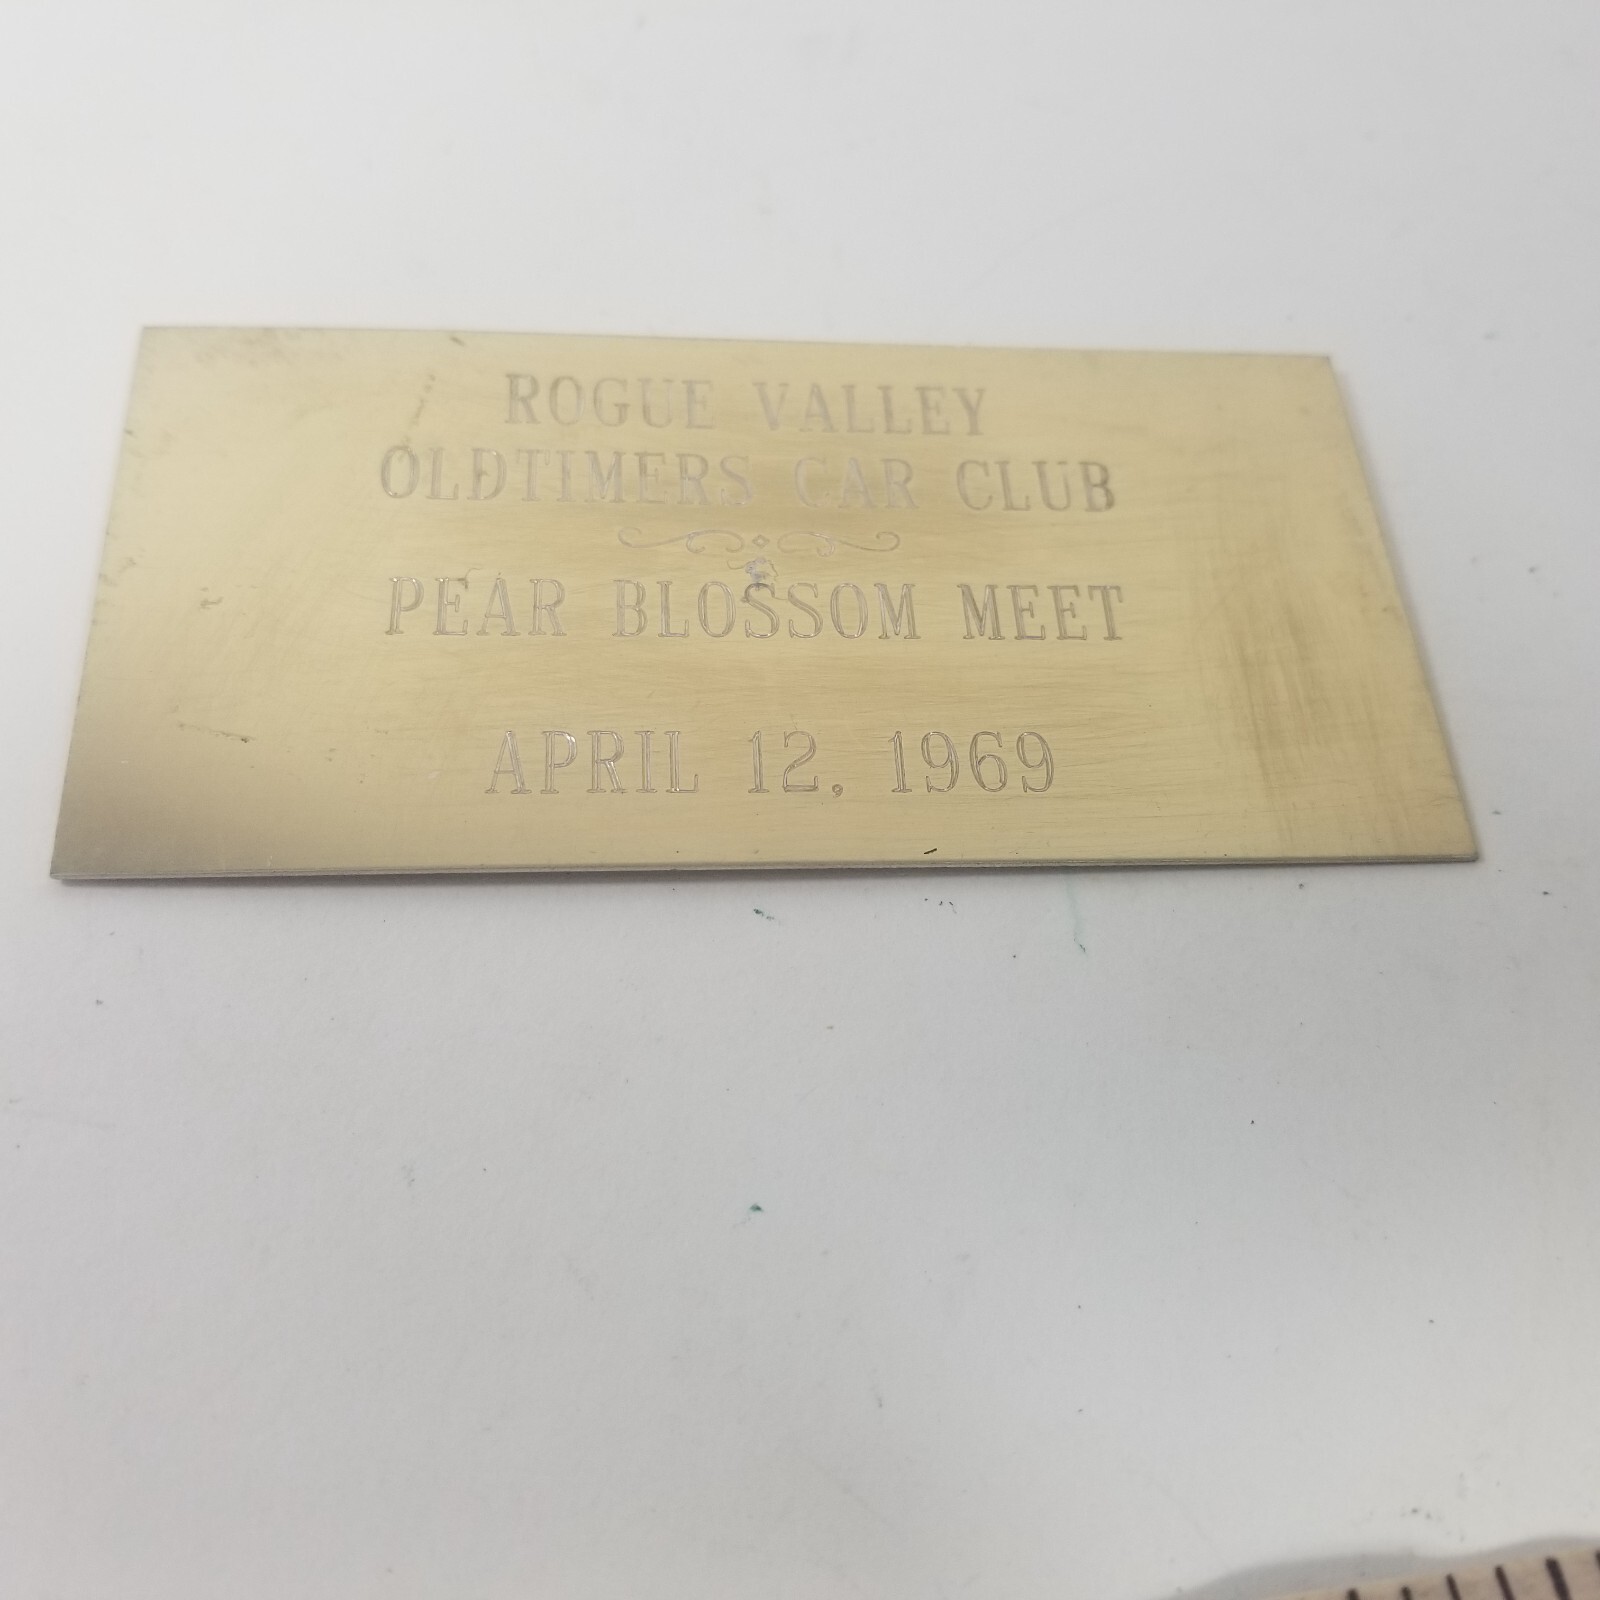 ROGUE VALLEY
OLDTIMERS CAR CLUB
PEAR BLOSSOM MEET
APRIL 12, 1969